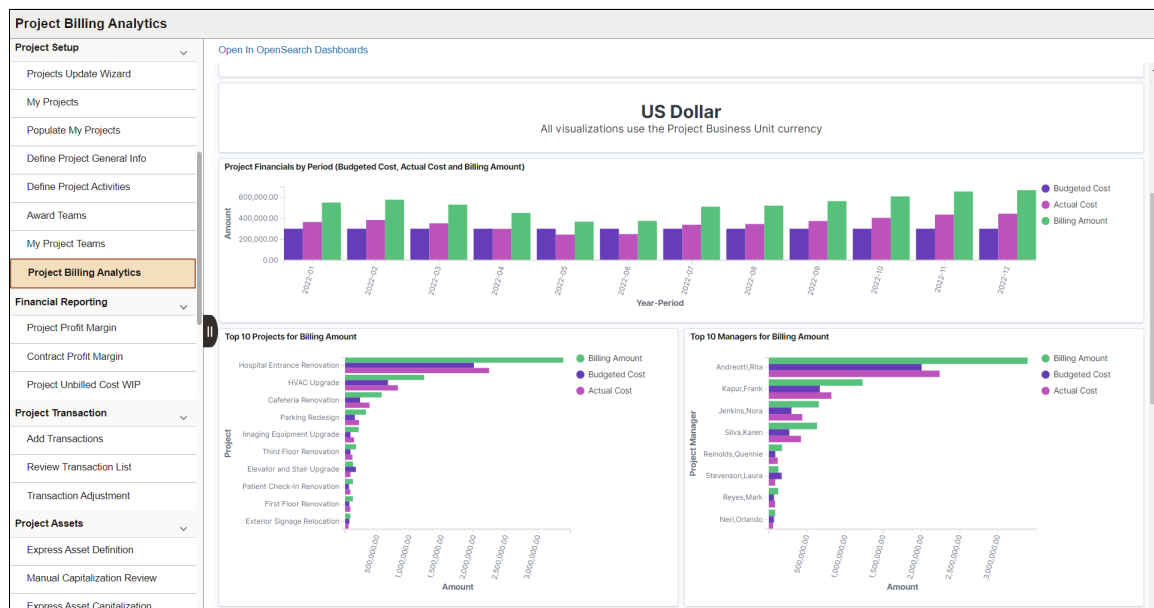 Project Billing Analytics
Project Setup
Projects Update Wizard
My Projects
Populate My Projects
Define Project General Info
Define Project Activities
Award Teams
My Project Teams
Project Billing Analytics
Financial Reporting
Project Profit Margin
Contract Profit Margin
Project Unbilled Cost WIP
Project Transaction
Add Transactions
Review Transaction List
Transaction Adjustment
Project Assets
Express Asset Definition
Manual Capitalization Review
Express Asset Capitalization
Open In OpenSearch Dashboards
US Dollar
All visualizations use the Project Business Unit currency
Project Financials by Period (Budgeted Cost, Actual Cost and Billing Amount)
Amount
600,000.00
400,000.00
200,000.00
0.00
2022-01
2022-02
2022-03
2022-04
2022-05
2022-06
2022-07
2022-08
2022-09
2022-10
2022-11
2022-12
Year-Period
Budgeted Cost
Actual Cost
Billing Amount
Top 10 Projects for Billing Amount
Project
Hospital Entrance Renovation
HVAC Upgrade
Cafeteria Renovation
Parking Redesign
Imaging Equipment Upgrade
Third Floor Renovation
Elevator and Stair Upgrade
Patient Check-In Renovation
First Floor Renovation
Exterior Signage Relocation
500,000.00
1,000,000.00
1,500,000.00
2,000,000.00
2,500,000.00
3,000,000.00
Amount
Billing Amount
Budgeted Cost
Actual Cost
Top 10 Managers for Billing Amount
Project Manager
Andreotti,Rita
Kapur,Frank
Jenkins,Nora
Silva,Karen
Reinolds,Quennie
Stevenson,Laura
Reyes,Mark
Neri,Orlando
500,000.00
1,000,000.00
1,500,000.00
2,000,000.00
2,500,000.00
3,000,000.00
Amount
Billing Amount
Budgeted Cost
Actual Cost